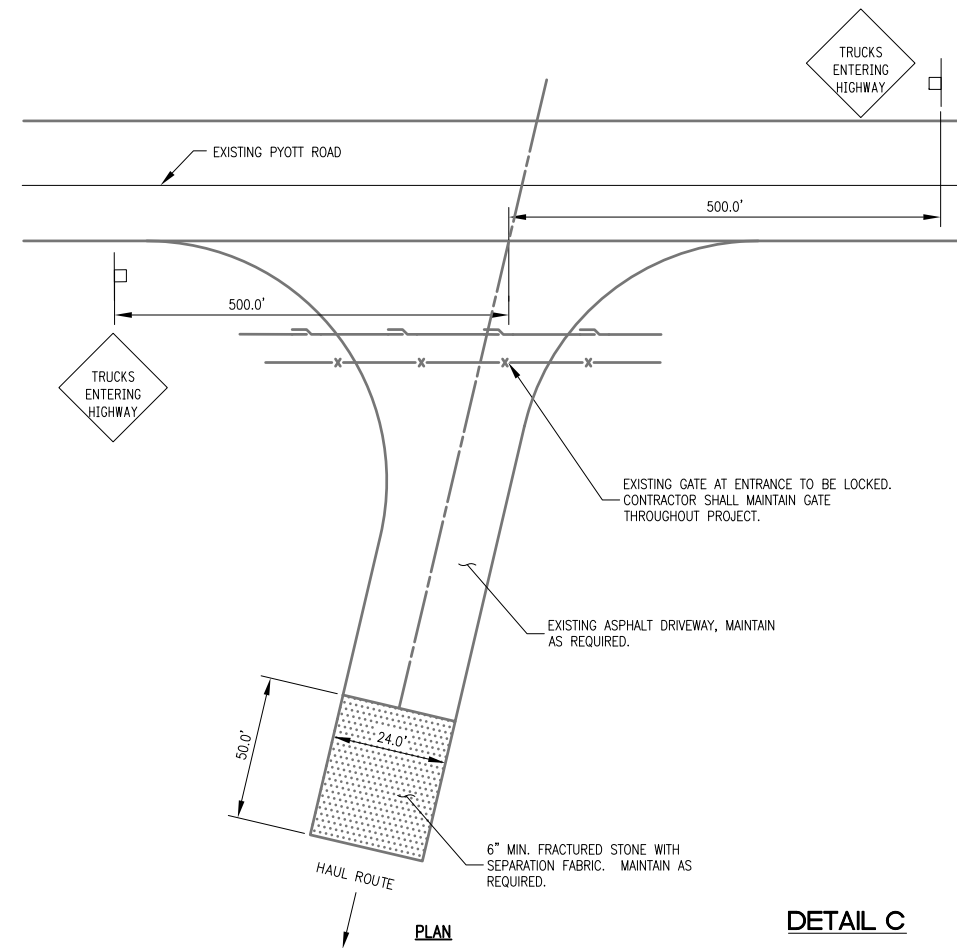 TRUCKS
ENTERING
HIGHWAY
EXISTING PYOTT ROAD
500.0'
500.0'
TRUCKS
ENTERING
HIGHWAY
EXISTING GATE AT ENTRANCE TO BE LOCKED.
CONTRACTOR SHALL MAINTAIN GATE
THROUGHOUT PROJECT.
EXISTING ASPHALT DRIVEWAY, MAINTAIN
AS REQUIRED.
50.0'
24.0'
6" MIN. FRACTURED STONE WITH
SEPARATION FABRIC. MAINTAIN AS
REQUIRED.
HAUL ROUTE
PLAN
DETAIL C